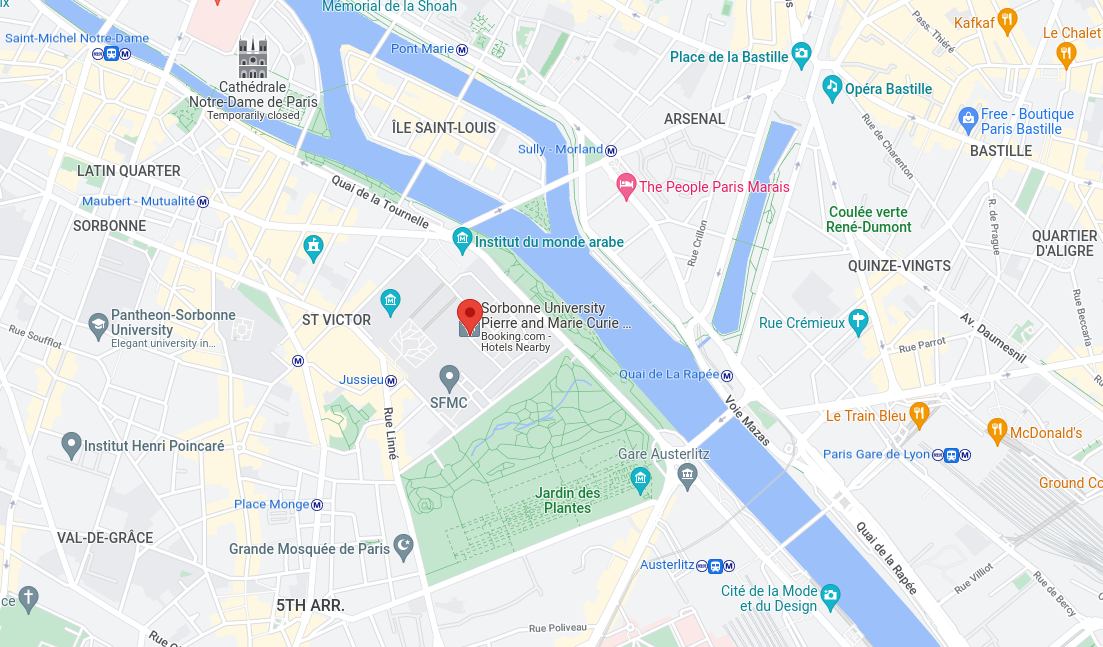 ix
Mémorial de la Shoah
Saint-Michel Notre-Dame
RER
M
Cathédrale
Notre-Dame de Paris
Temporarily closed
Pont Marie
M
Place de la Bastille
is
Pass. Thiéré
Kafkaf
Le Chalet
Opéra Bastille
Free - Boutique
Paris Bastille
BASTILLE
ÎLE SAINT-LOUIS
ARSENAL
Sully - Morland
M
Rue de Charenton
LATIN QUARTER
Quai de la Tournelle
The People Paris Marais
Maubert - Mutualité
M
SORBONNE
Institut du monde arabe
Rue Crillon
Coulée verte
René-Dumont
R. de Prague
QUARTIER
D'ALIGRE
QUINZE-VINGTS
Rue Beccaria
Pantheon-Sorbonne
University
Elegant university in...
ST VICTOR
Sorbonne University
Pierre and Marie Curie ...
Booking.com -
Hotels Nearby
Rue Crémieux
Av. Daumesnil
Rue Soufflot
M
Rue Parrot
Jussieu
M
SFMC
Quai de La Rapée
M
Rue Linné
Voie Mazas
Le Train Bleu
McDonald's
Institut Henri Poincaré
Gare Austerlitz
Paris Gare de Lyon
RER
M
Ground Co
Jardin des
Plantes
Place Monge
M
VAL-DE-GRÂCE
Grande Mosquée de Paris
Quai de la Rapée
Austerlitz
RER
M
Rue Villiot
Rue de Bercy
ce
5TH ARR.
Cité de la Mode
et du Design
Rue Poliveau
Rue C